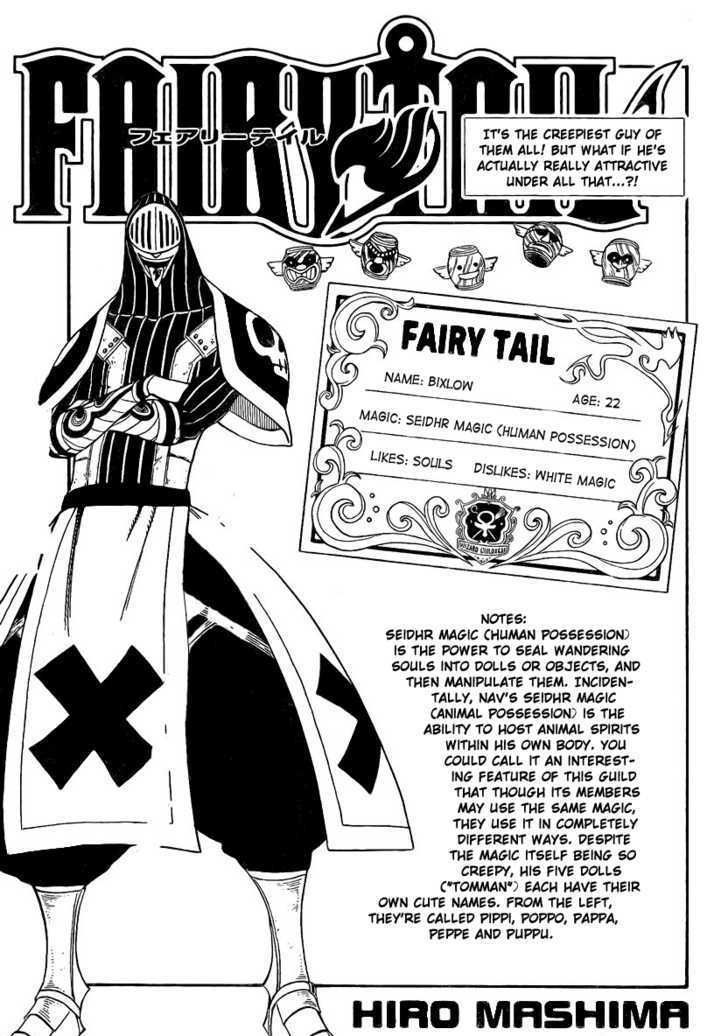 FAIRY TAIL
フェアリーテイル
IT'S THE CREEPIEST GUY OF
THEM ALL! BUT WHAT IF HE'S
ACTUALLY REALLY ATTRACTIVE
UNDER ALL THAT...?!
FAIRY TAIL
NAME: BIXLOW AGE: 22
MAGIC: SEIDHR MAGIC (HUMAN POSSESSION)
LIKES: SOULS DISLIKES: WHITE MAGIC
WIZARD GUILDREAL
NOTES:
SEIDHR MAGIC (HUMAN POSSESSION)
IS THE POWER TO SEAL WANDERING
SOULS INTO DOLLS OR OBJECTS, AND
THEN MANIPULATE THEM. INCIDEN-
TALLY, NAV'S SEIDHR MAGIC
(ANIMAL POSSESSION) IS THE
ABILITY TO HOST ANIMAL SPIRITS
WITHIN HIS OWN BODY. YOU
COULD CALL IT AN INTEREST-
ING FEATURE OF THIS GUILD
THAT THOUGH ITS MEMBERS
MAY USE THE SAME MAGIC,
THEY USE IT IN COMPLETELY
DIFFERENT WAYS. DESPITE
THE MAGIC ITSELF BEING SO
CREEPY, HIS FIVE DOLLS
("TOMMAN") EACH HAVE THEIR
OWN CUTE NAMES. FROM THE LEFT,
THEY'RE CALLED PIPPI, POPPO, PAPPA,
PEPPE AND PUPPU.
HIRO MASHIMA